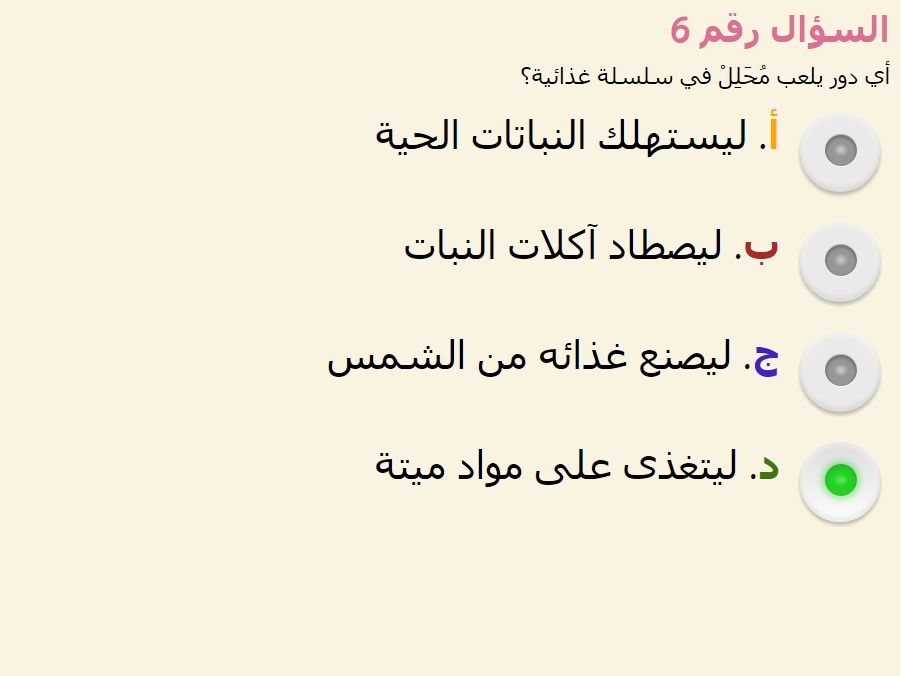 السؤال رقم 6
أي دور يلعب مُحَلِلْ في سلسلة غذائية؟
أ. ليستهلك النباتات الحية
ب. ليصطاد آكلات النبات
ج. ليصنع غذائه من الشمس
د. ليتغذى على مواد ميتة